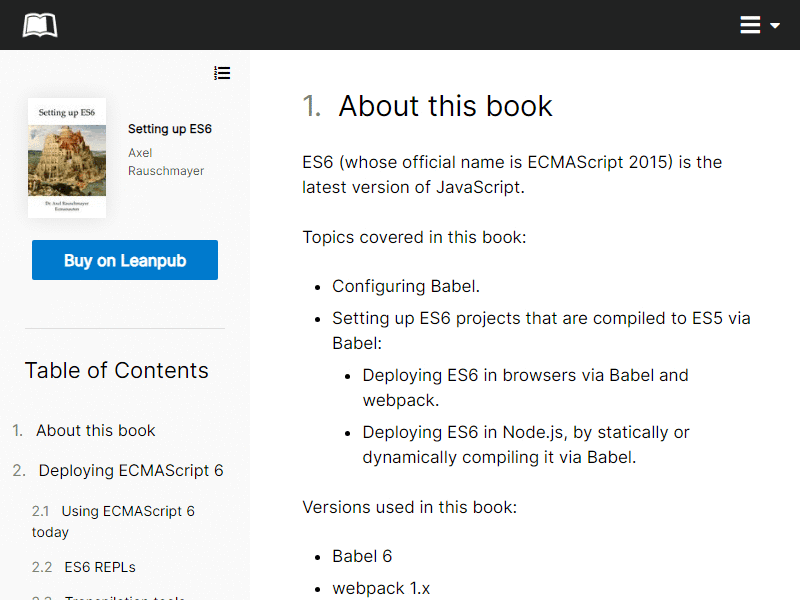 Setting up ES6
Dr. Axel Rauschmayer
Setting up ES6
Axel
Rauschmayer
Buy on Leanpub
Table of Contents
1. About this book
2. Deploying ECMAScript 6
2.1 Using ECMAScript 6
today
2.2 ES6 REPLs
1. About this book
ES6 (whose official name is ECMAScript 2015) is the
latest version of JavaScript.
Topics covered in this book:
• Configuring Babel.
• Setting up ES6 projects that are compiled to ES5 via
Babel:
• Deploying ES6 in browsers via Babel and
webpack.
• Deploying ES6 in Node.js, by statically or
dynamically compiling it via Babel.
Versions used in this book:
• Babel 6
• webpack 1.x